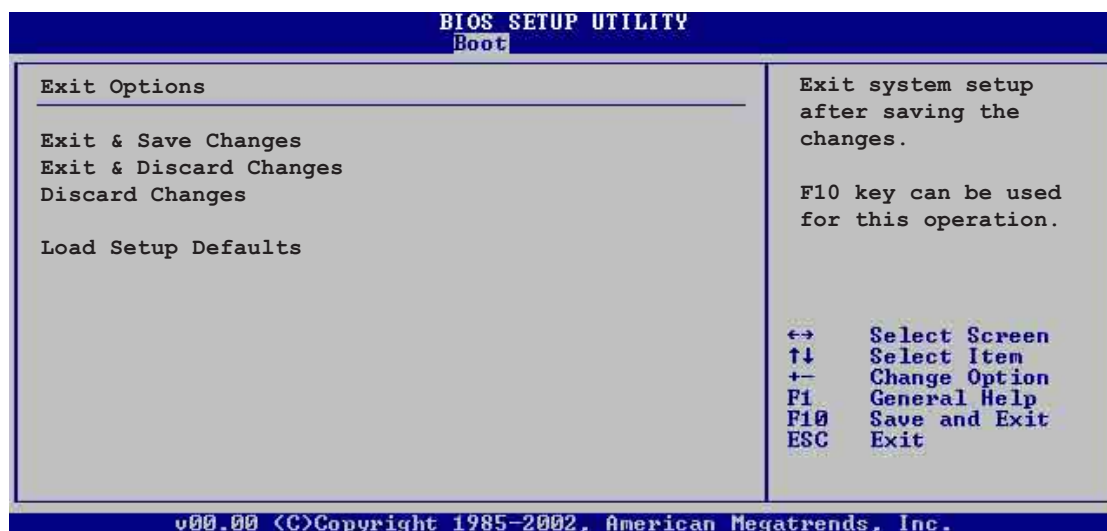 BIOS SETUP UTILITY
Boot
Exit Options
Exit & Save Changes
Exit & Discard Changes
Discard Changes
Load Setup Defaults
Exit system setup
after saving the
changes.
F10 key can be used
for this operation.
←→ Select Screen
↑↓ Select Item
+- Change Option
F1 General Help
F10 Save and Exit
ESC Exit
v00.00 (C)Copyright 1985-2002, American Megatrends, Inc.